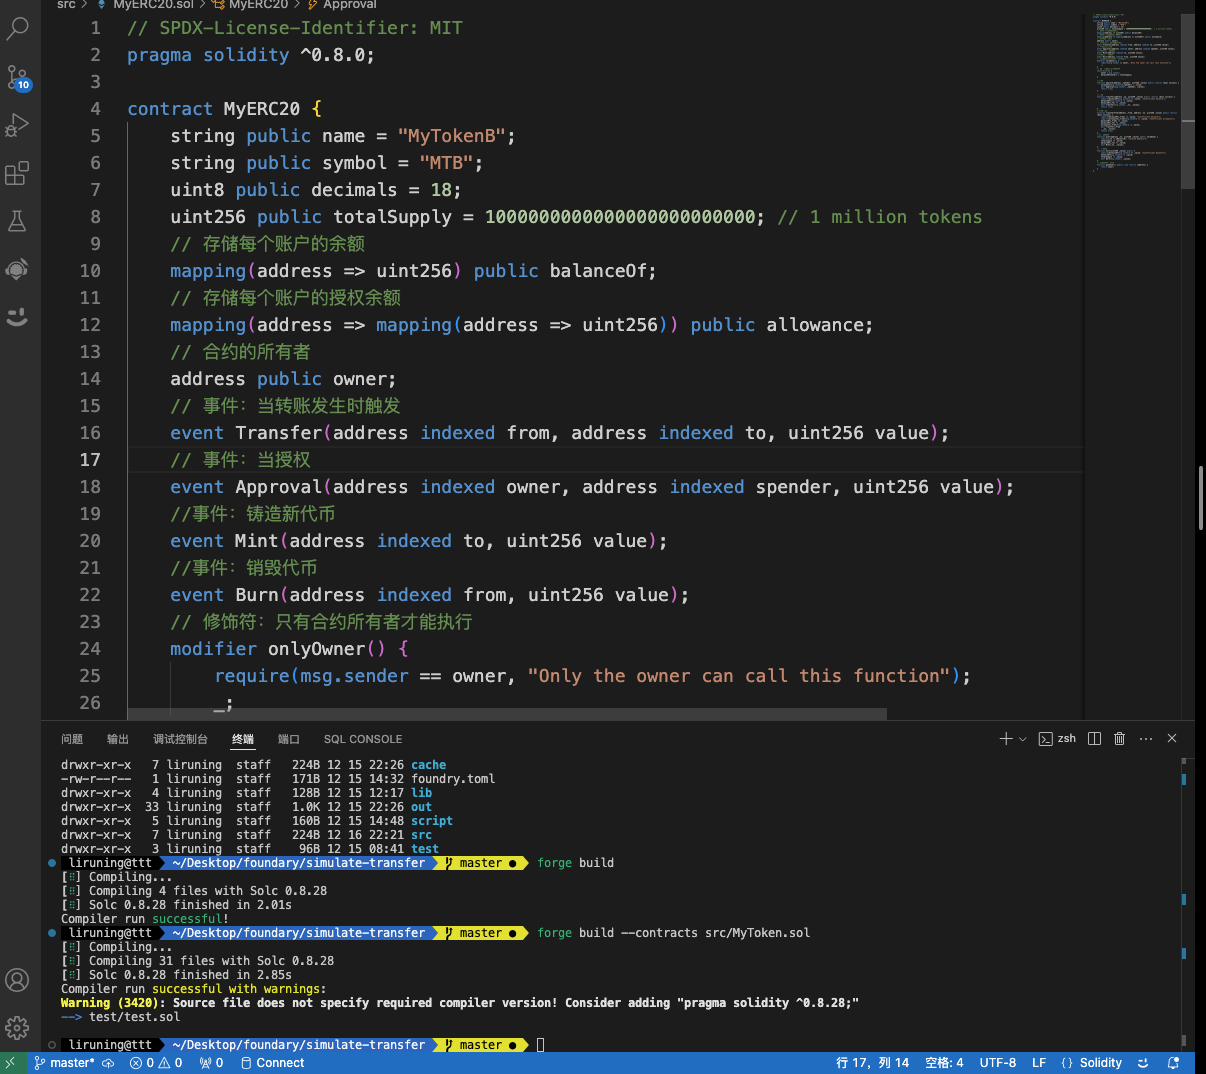 src > MyERC20.sol > MyERC20 > Approval
1 // SPDX-License-Identifier: MIT
2 pragma solidity ^0.8.0;
3
4 contract MyERC20 {
5 string public name = "MyTokenB";
6 string public symbol = "MTB";
7 uint8 public decimals = 18;
8 uint256 public totalSupply = 1000000000000000000000000; // 1 million tokens
9 // 存储每个账户的余额
10 mapping(address => uint256) public balanceOf;
11 // 存储每个账户的授权余额
12 mapping(address => mapping(address => uint256)) public allowance;
13 // 合约的所有者
14 address public owner;
15 // 事件: 当转账发生时触发
16 event Transfer(address indexed from, address indexed to, uint256 value);
17 // 事件: 当授权
18 event Approval(address indexed owner, address indexed spender, uint256 value);
19 //事件: 铸造新代币
20 event Mint(address indexed to, uint256 value);
21 //事件: 销毁代币
22 event Burn(address indexed from, uint256 value);
23 // 修饰符: 只有合约所有者才能执行
24 modifier onlyOwner() {
25 require(msg.sender == owner, "Only the owner can call this function");
26 _;
10
问题 输出 调试控制台 终端 端口 SQL CONSOLE zsh
drwxr-xr-x 7 liruning staff 224B 12 15 22:26 cache
-rw-r--r-- 1 liruning staff 171B 12 15 14:32 foundry.toml
drwxr-xr-x 4 liruning staff 128B 12 15 12:17 lib
drwxr-xr-x 33 liruning staff 1.0K 12 15 22:26 out
drwxr-xr-x 5 liruning staff 160B 12 15 14:48 script
drwxr-xr-x 7 liruning staff 224B 12 16 22:21 src
drwxr-xr-x 3 liruning staff 96B 12 15 08:41 test
liruning@ttt ~/Desktop/foundary/simulate-transfer master ● forge build
[⠿] Compiling...
[⠿] Compiling 4 files with Solc 0.8.28
[⠿] Solc 0.8.28 finished in 2.01s
Compiler run successful!
liruning@ttt ~/Desktop/foundary/simulate-transfer master ● forge build --contracts src/MyToken.sol
[⠿] Compiling...
[⠿] Compiling 31 files with Solc 0.8.28
[⠿] Solc 0.8.28 finished in 2.85s
Compiler run successful with warnings:
Warning (3420): Source file does not specify required compiler version! Consider adding "pragma solidity ^0.8.28;"
--> test/test.sol
liruning@ttt ~/Desktop/foundary/simulate-transfer master ●
master* 0 0 0 Connect 行 17, 列 14 空格: 4 UTF-8 LF {} Solidity